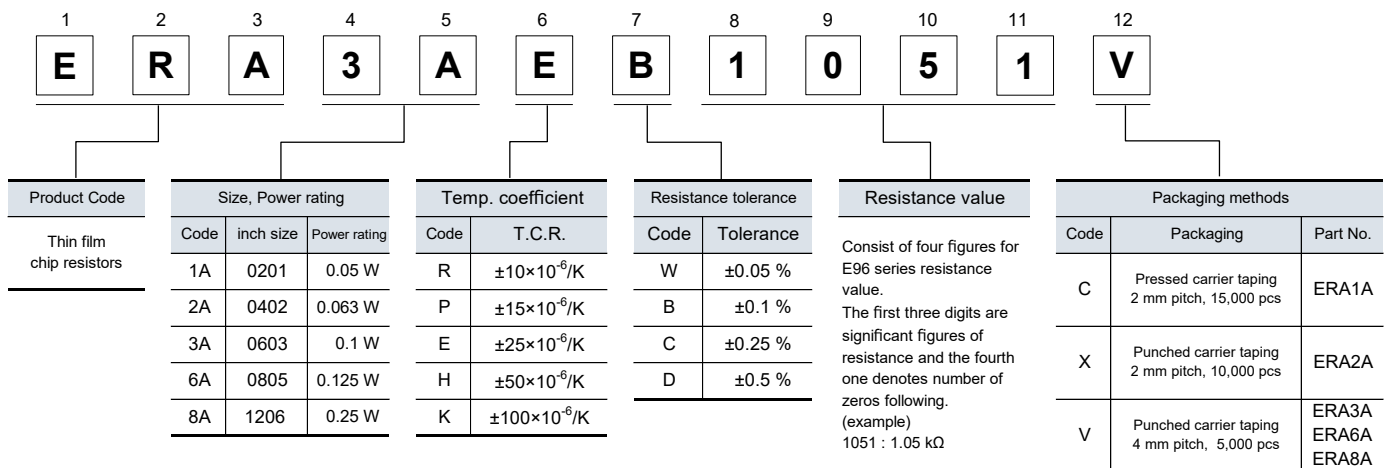 1 2 3 4 5 6 7 8 9 10 11 12
E R A 3 A E B 1 0 5 1 V
Product Code
Thin film
chip resistors
Size, Power rating
Code inch size Power rating
1A 0201 0.05 W
2A 0402 0.063 W
3A 0603 0.1 W
6A 0805 0.125 W
8A 1206 0.25 W
Temp. coefficient
Code T.C.R.
R ±10×10⁻⁶/K
P ±15×10⁻⁶/K
E ±25×10⁻⁶/K
H ±50×10⁻⁶/K
K ±100×10⁻⁶/K
Resistance tolerance
Code Tolerance
W ±0.05 %
B ±0.1 %
C ±0.25 %
D ±0.5 %
Resistance value
Consist of four figures for
E96 series resistance
value.
The first three digits are
significant figures of
resistance and the fourth
one denotes number of
zeros following.
(example)
1051 : 1.05 kΩ
Packaging methods
Code Packaging Part No.
C Pressed carrier taping
2 mm pitch, 15,000 pcs ERA1A
X Punched carrier taping
2 mm pitch, 10,000 pcs ERA2A
V Punched carrier taping
4 mm pitch, 5,000 pcs
ERA3A
ERA6A
ERA8A